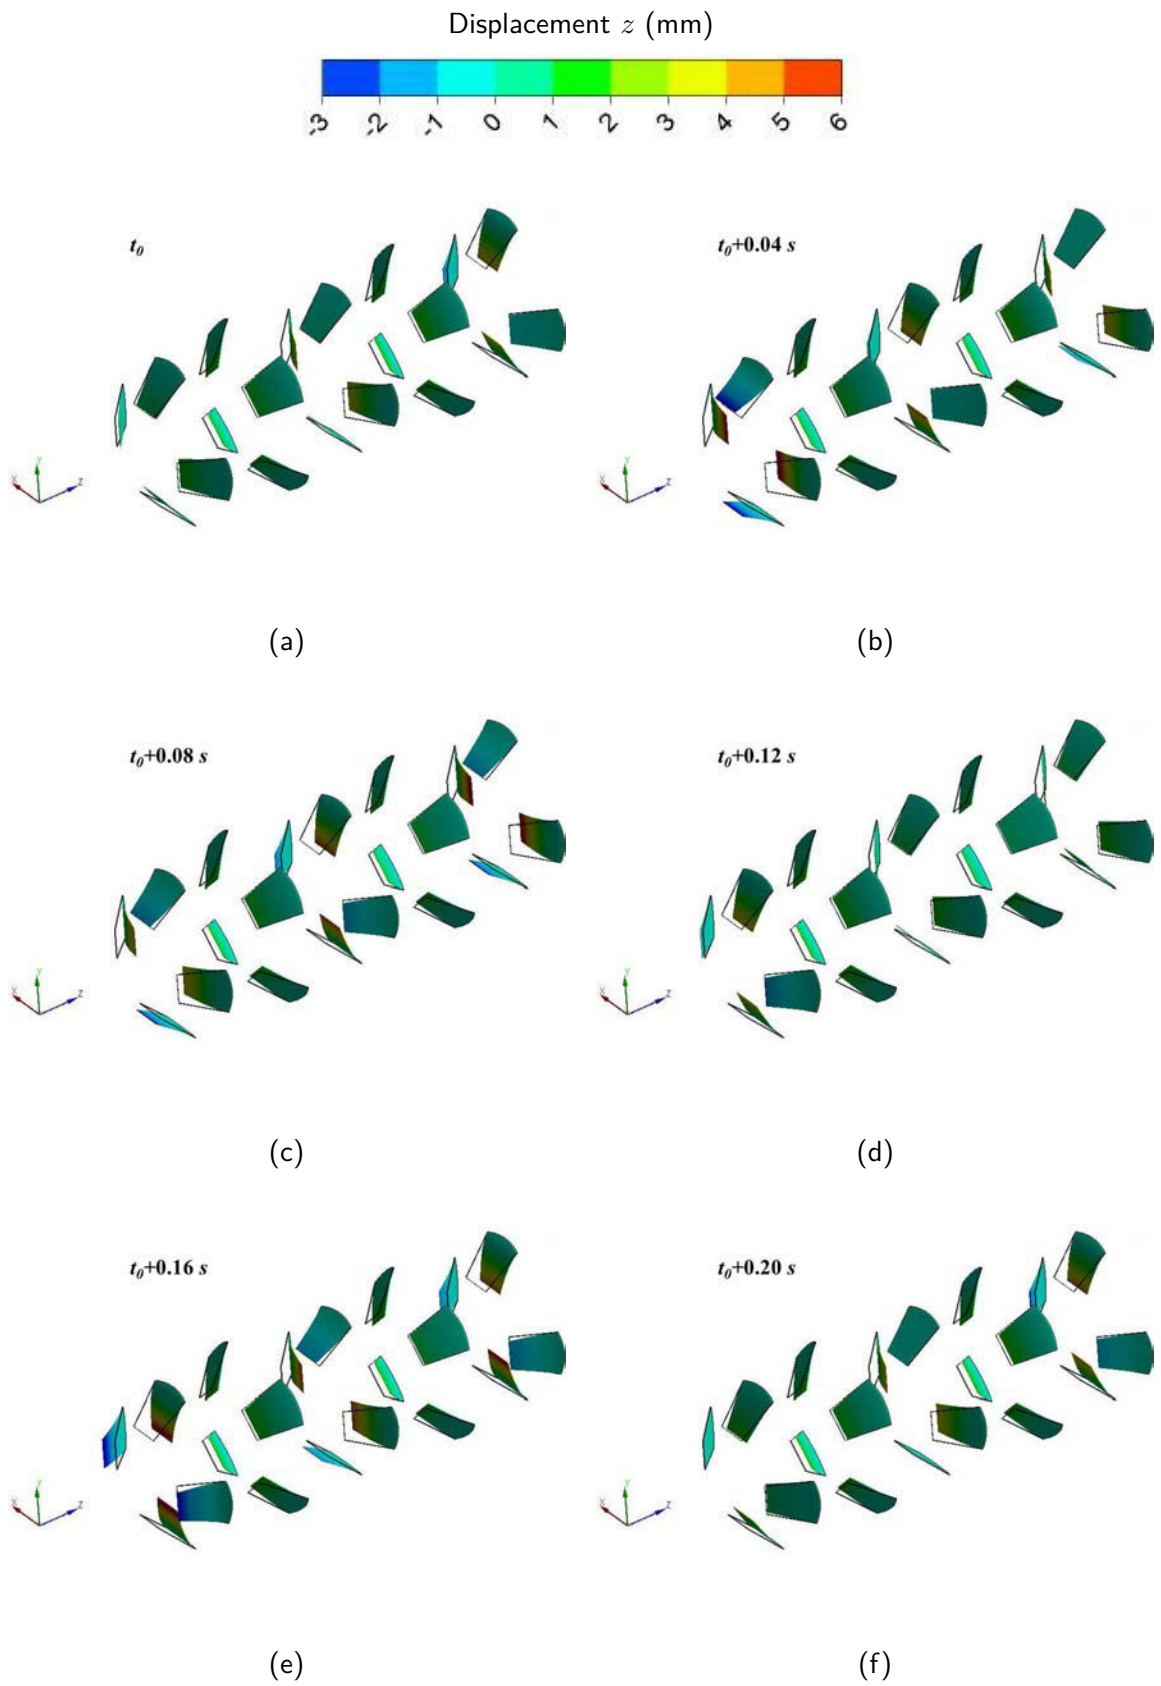 Displacement z (mm)
-3 -2 -1 0 1 2 3 4 5 6
t0 t0+0.04 s
X Y Z X Y Z
(a) (b)
t0+0.08 s t0+0.12 s
X Y Z X Y Z
(c) (d)
t0+0.16 s t0+0.20 s
X Y Z X Y Z
(e) (f)